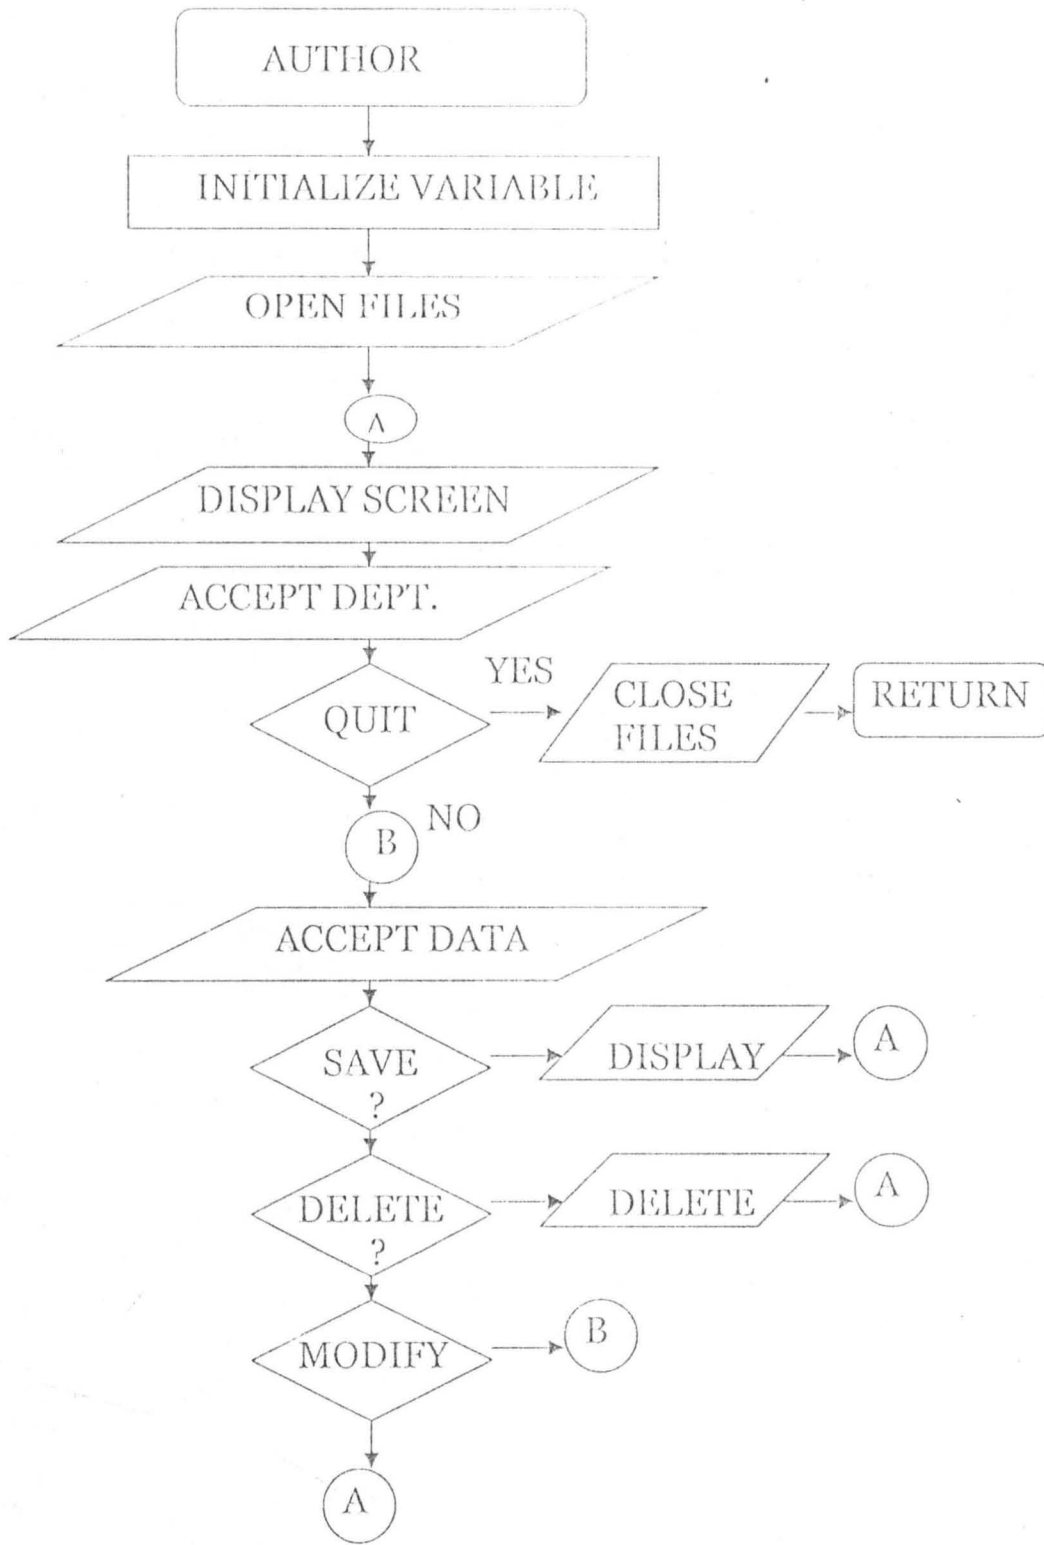 AUTHOR
INITIALIZE VARIABLE
OPEN FILES
A
DISPLAY SCREEN
ACCEPT DEPT.
YES
QUIT
CLOSE
FILES
RETURN
NO
B
ACCEPT DATA
SAVE
?
DISPLAY
A
DELETE
?
DELETE
A
MODIFY
B
A